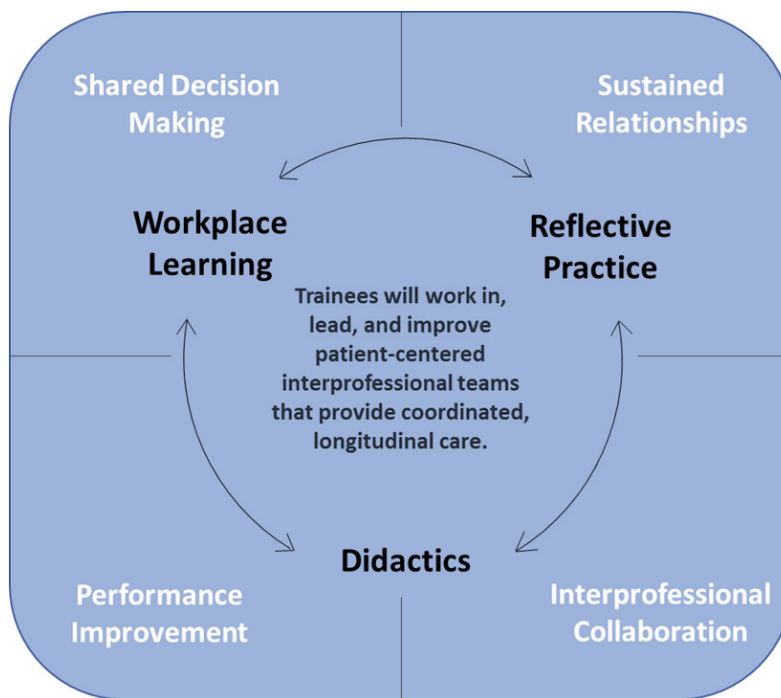 Shared Decision
Making
Sustained
Relationships
Workplace
Learning
Reflective
Practice
Trainees will work in,
lead, and improve
patient-centered
interprofessional teams
that provide coordinated,
longitudinal care.
Didactics
Performance
Improvement
Interprofessional
Collaboration